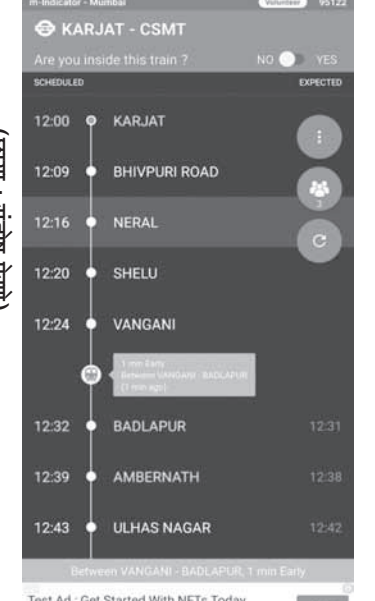 m-Indicator - Mumbai
Volunteer 95122
KARJAT - CSMT
Are you inside this train ? NO YES
SCHEDULED EXPECTED
12:00 KARJAT
12:09 BHIVPURI ROAD
3
12:16 NERAL
12:20 SHELU
12:24 VANGANI
1 min Early
Between VANGANI - BADLAPUR
(1 min ago)
12:32 BADLAPUR 12:31
12:39 AMBERNATH 12:38
12:43 ULHAS NAGAR 12:42
Between VANGANI - BADLAPUR, 1 min Early
Test Ad : Get Started With NFTs Today